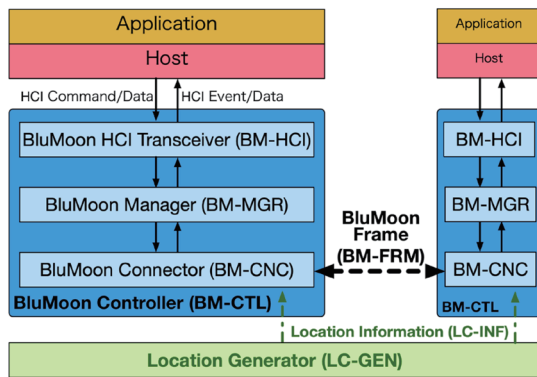 Application
Host
HCI Command/Data
HCI Event/Data
BluMoon HCI Transceiver (BM-HCI)
BluMoon Manager (BM-MGR)
BluMoon Connector (BM-CNC)
BluMoon Controller (BM-CTL)
BluMoon
Frame
(BM-FRM)
Application
Host
BM-HCI
BM-MGR
BM-CNC
BM-CTL
Location Information (LC-INF)
Location Generator (LC-GEN)